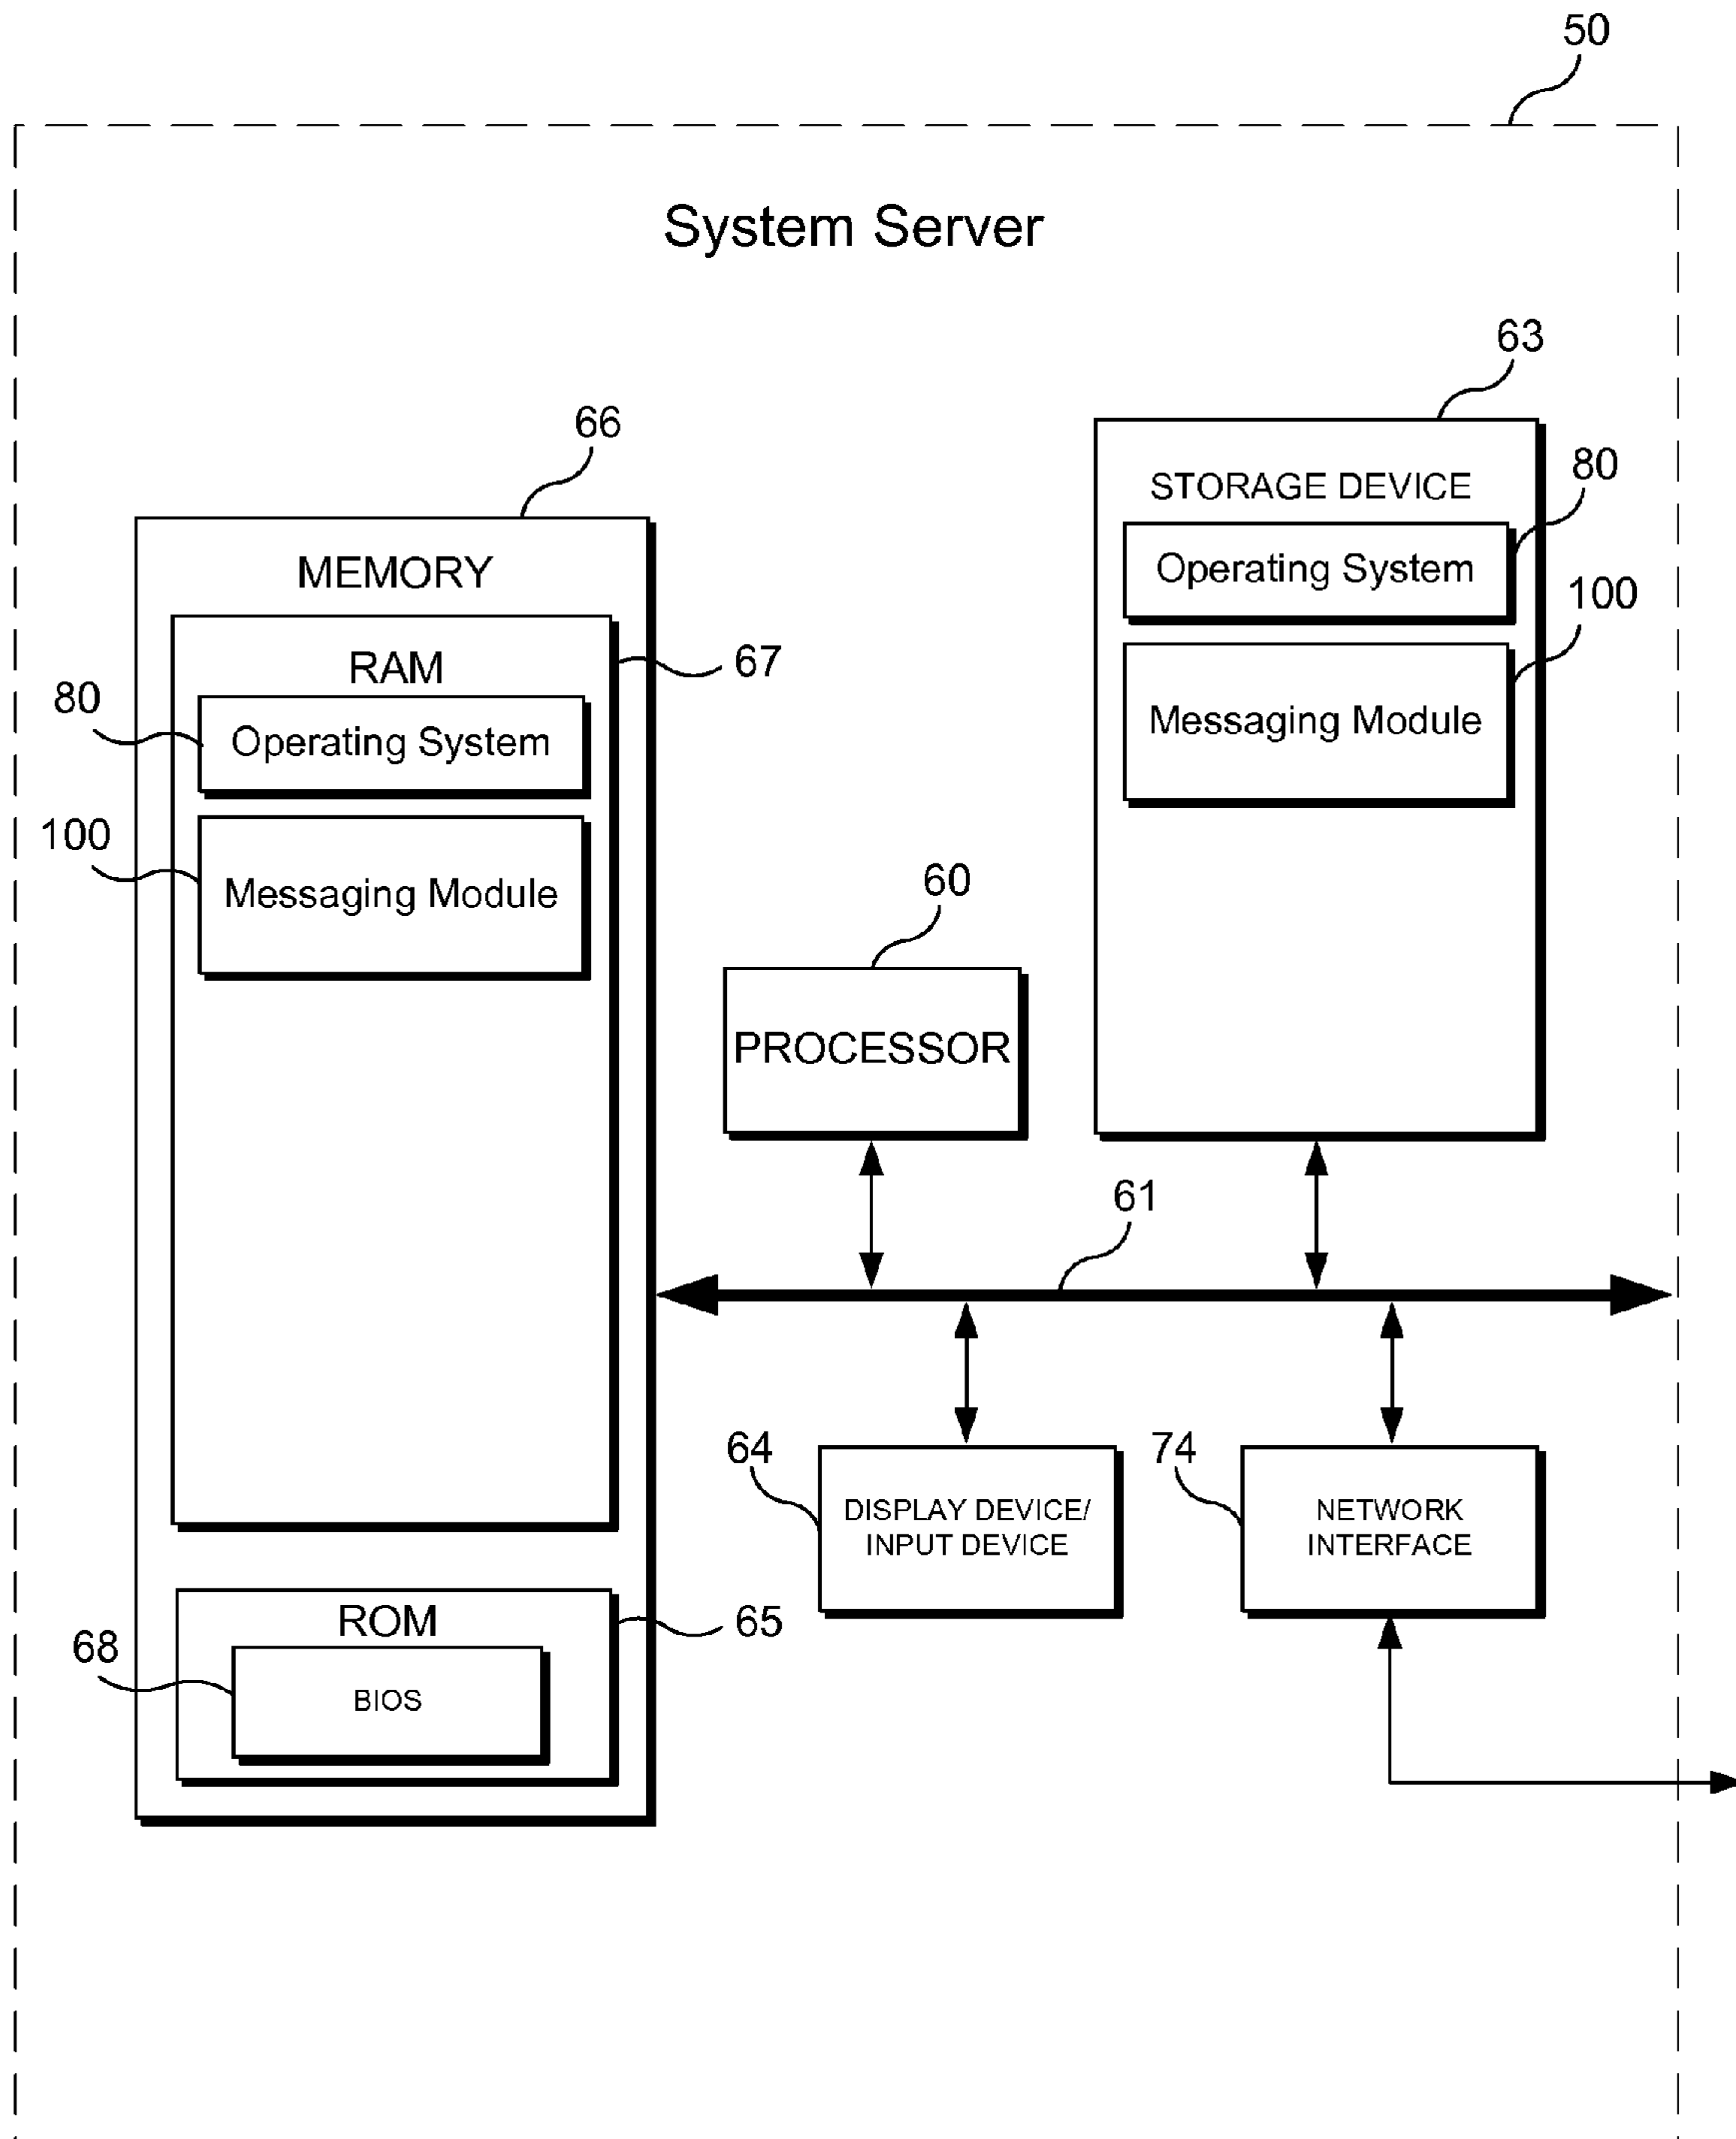 50
System Server
63
66
STORAGE DEVICE
80
Operating System
100
Messaging Module
MEMORY
RAM
67
80
Operating System
100
Messaging Module
60
PROCESSOR
61
64
DISPLAY DEVICE/
INPUT DEVICE
74
NETWORK
INTERFACE
ROM
65
68
BIOS